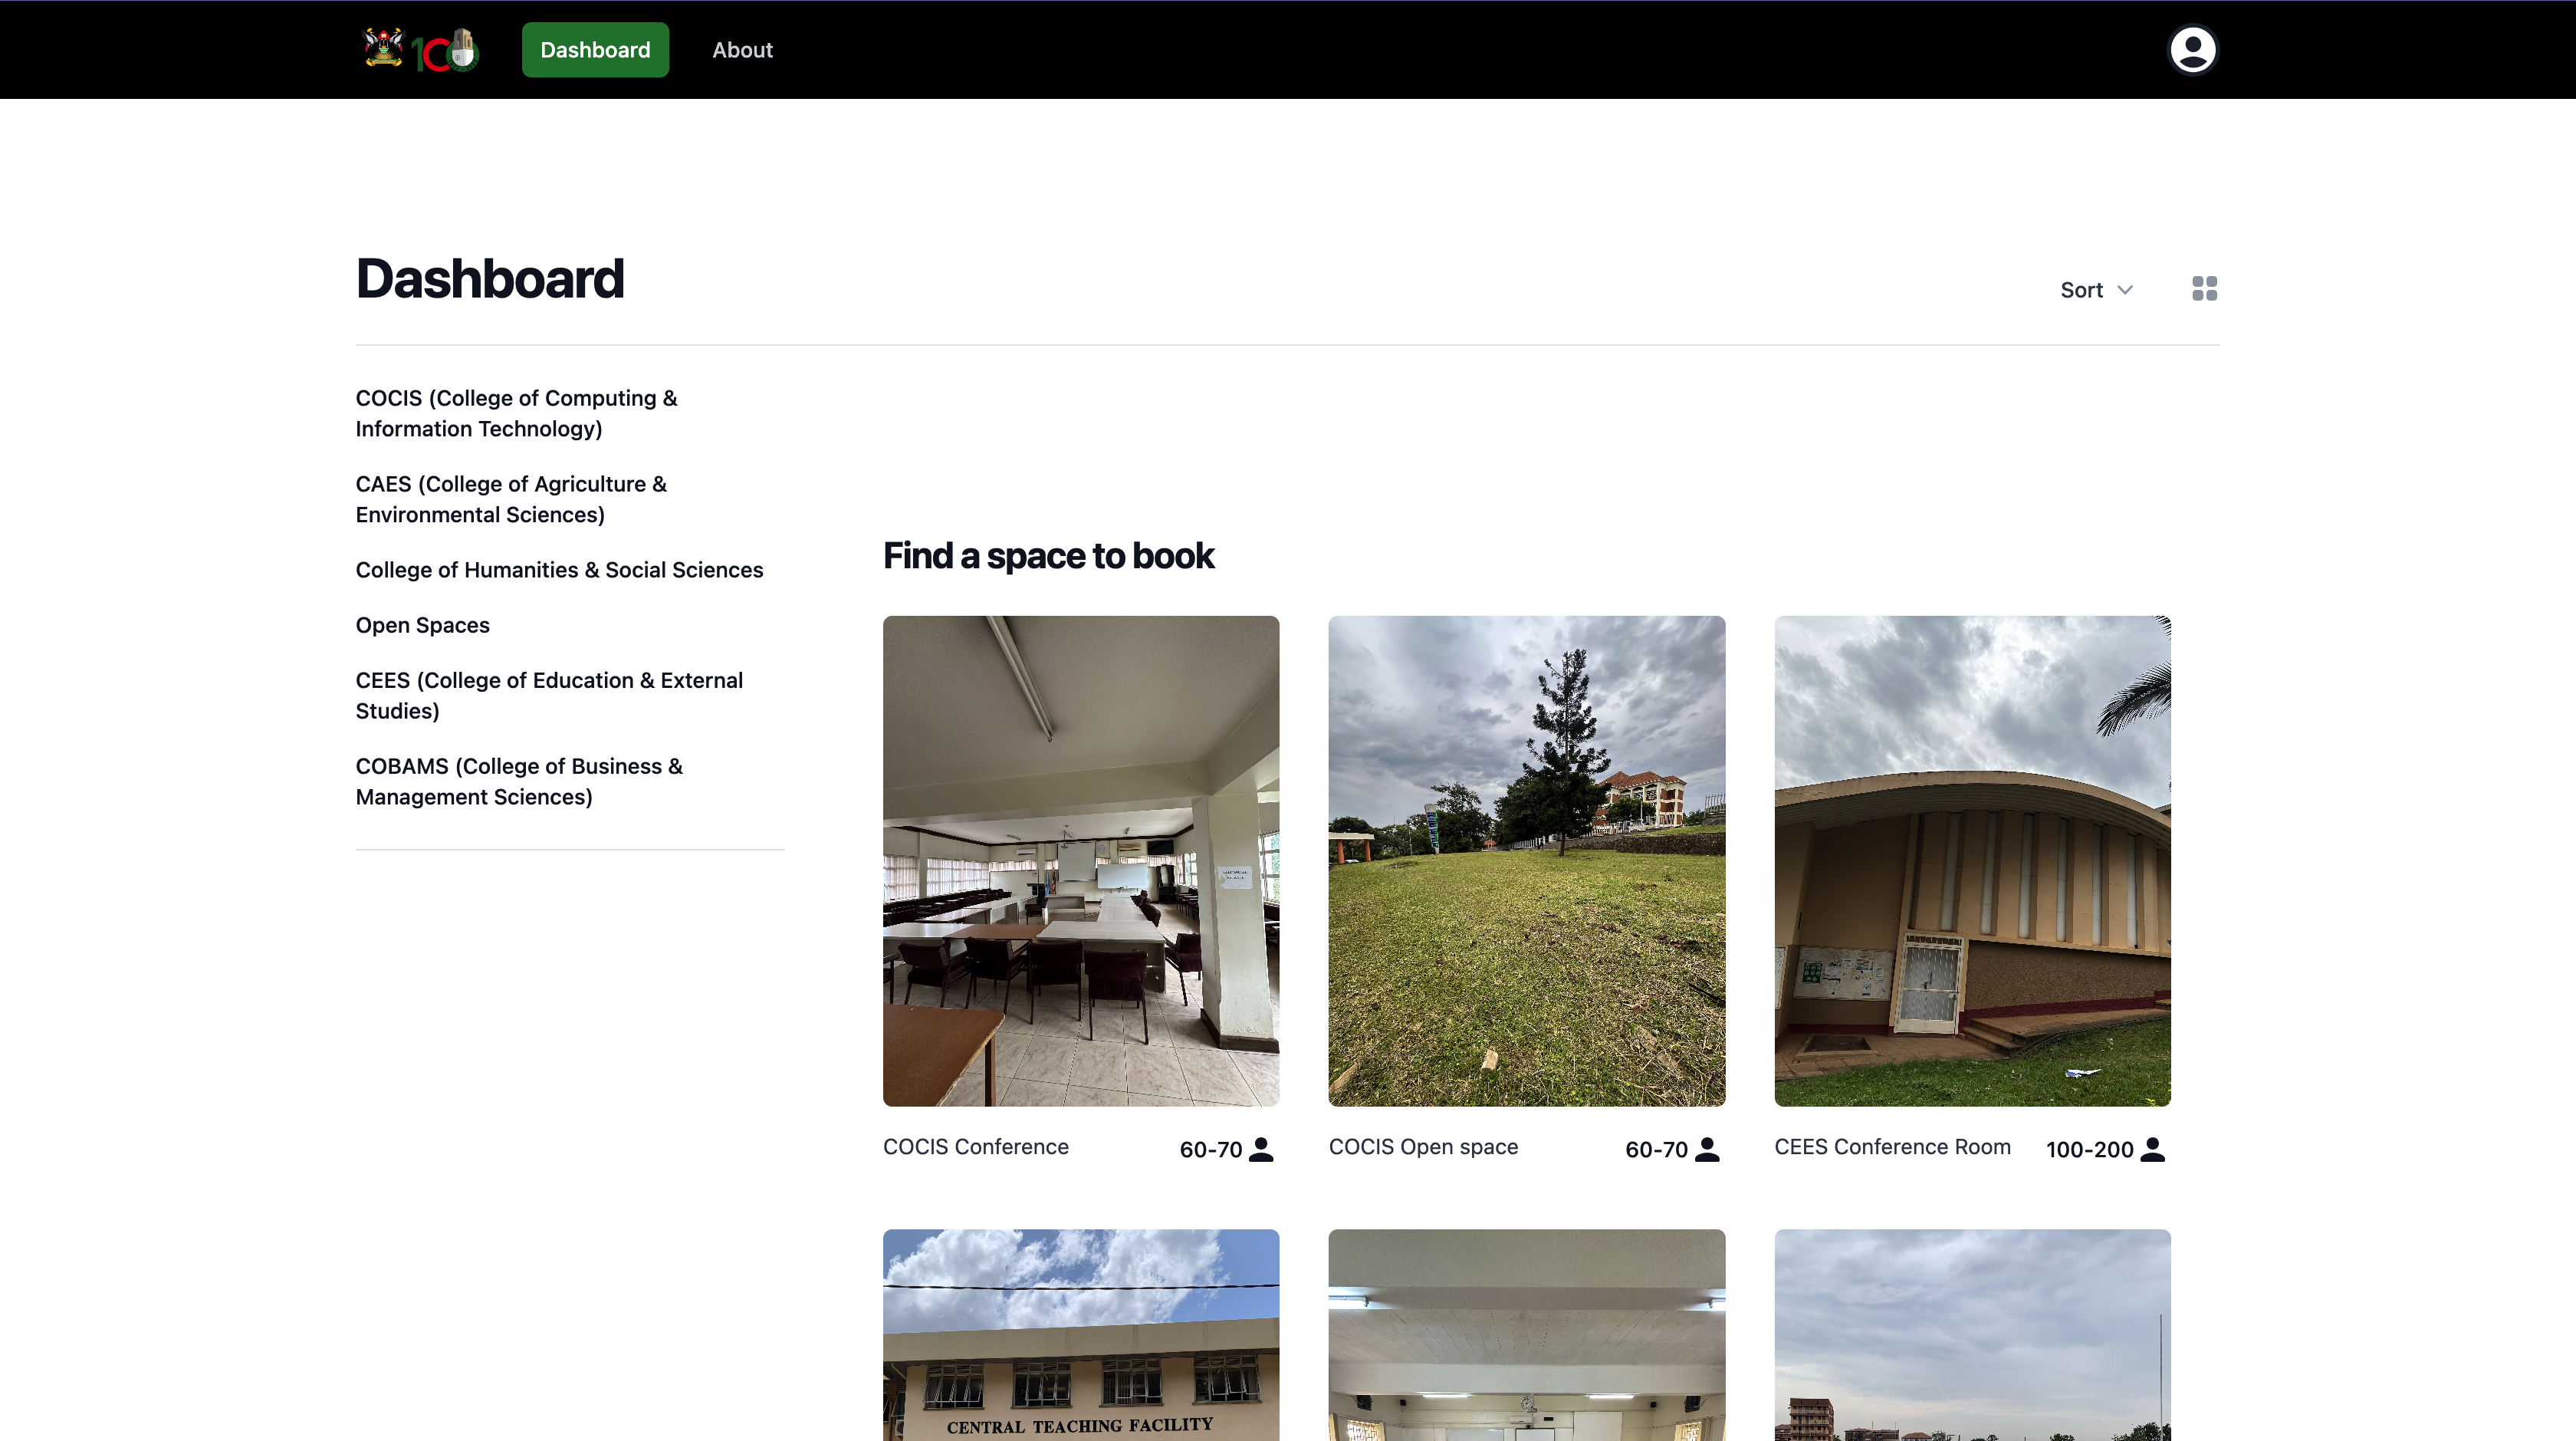 100
Dashboard
About
Dashboard
Sort
COCIS (College of Computing &
Information Technology)
CAES (College of Agriculture &
Environmental Sciences)
College of Humanities & Social Sciences
Open Spaces
CEES (College of Education & External
Studies)
COBAMS (College of Business &
Management Sciences)
Find a space to book
COCIS Conference
60-70
COCIS Open space
60-70
CEES Conference Room
100-200
CENTRAL TEACHING FACILITY